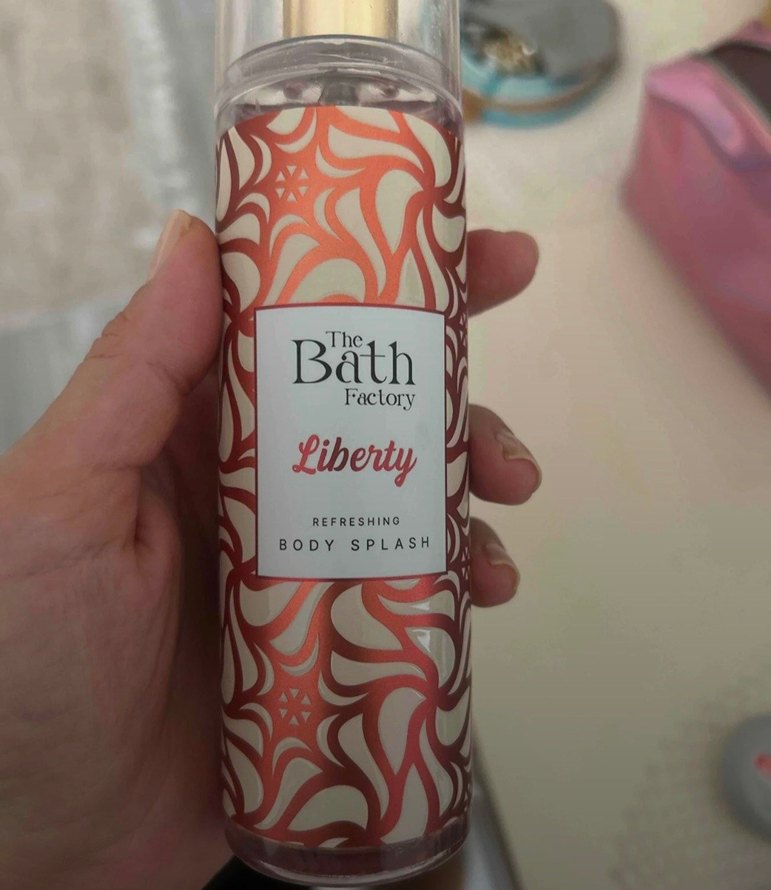 The
Bath
Factory
Liberty
REFRESHING
BODY SPLASH